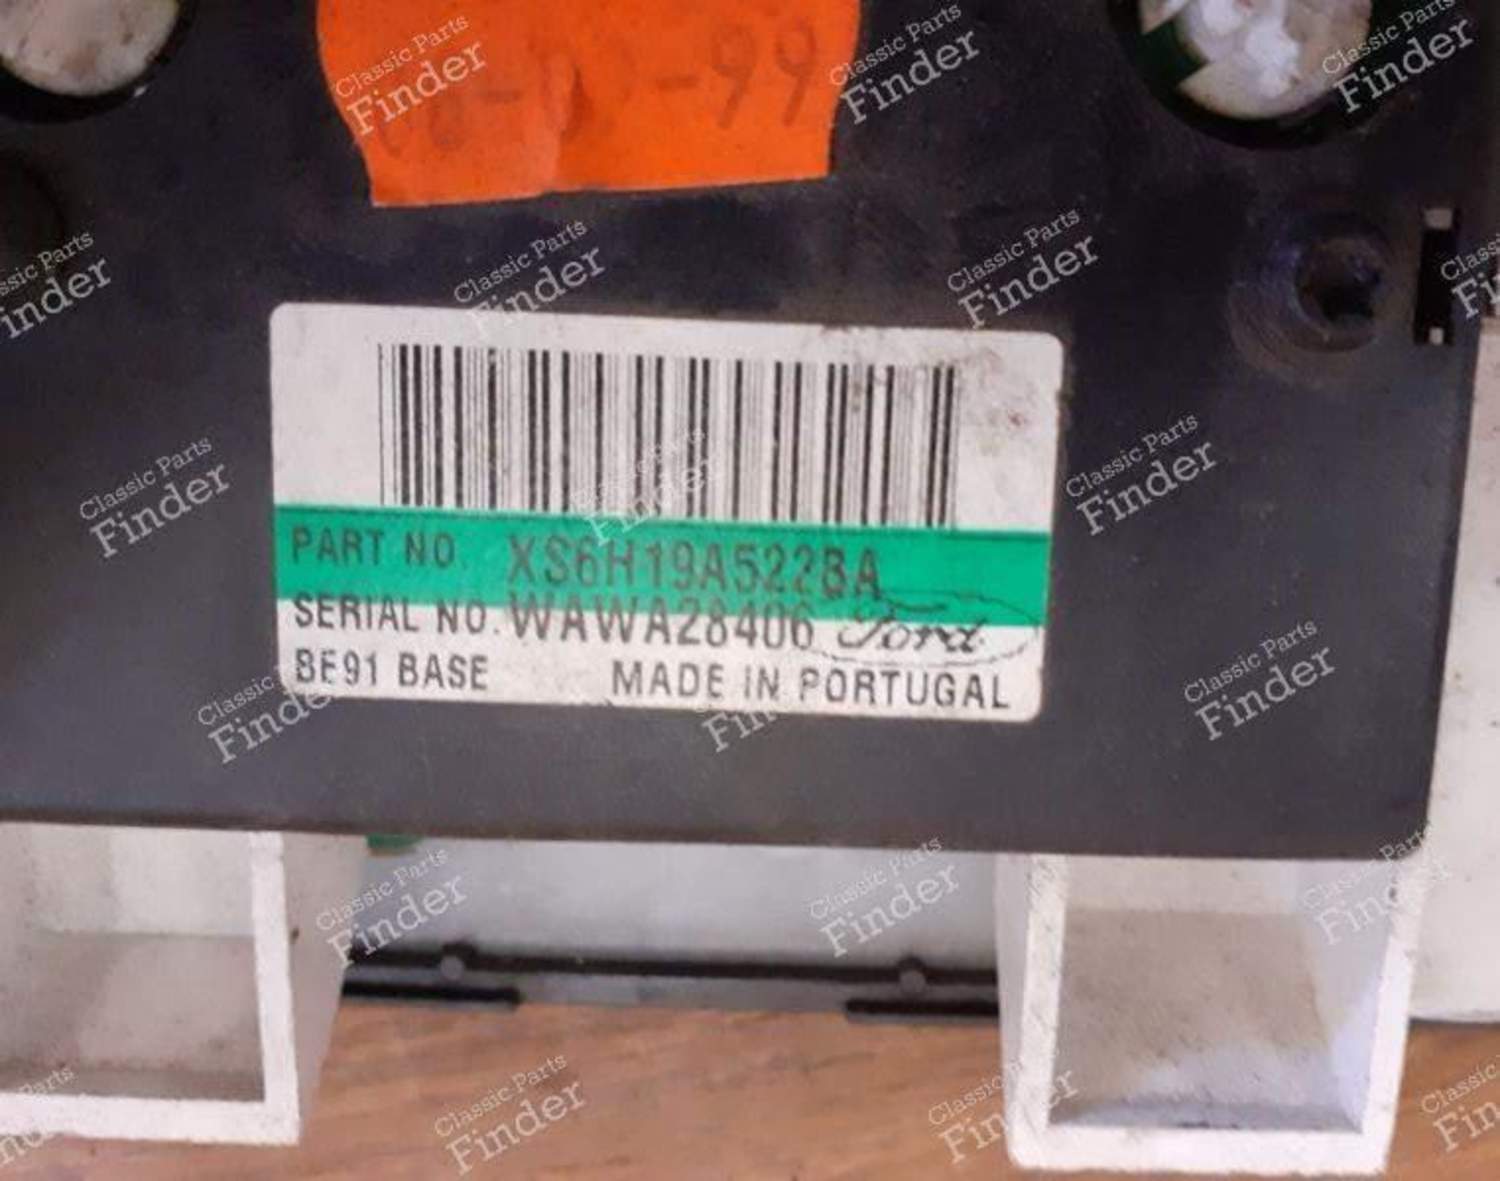 PART NO. XS6H19A522BA
SERIAL NO. WAWA28406 Ford
BE91 BASE MADE IN PORTUGAL
Classic Parts
Finder